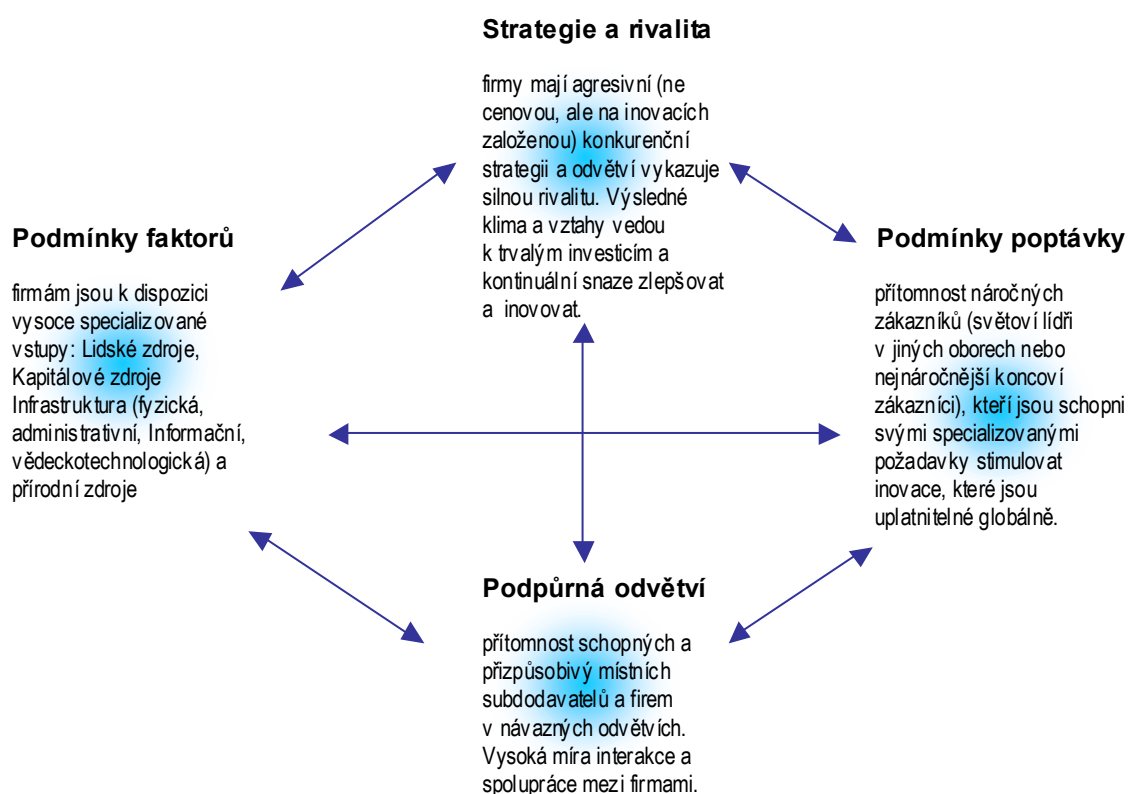 Strategie a rivalita
firmy mají agresivní (ne
cenovou, ale na inovacích
založenou) konkurenční
strategii a odvětví vykazuje
silnou rivalitu. Výsledné
klima a vztahy vedou
k trvalým investicím a
kontinuální snaze zlepšovat
a inovovat.
Podmínky faktorů
firmám jsou k dispozici
vysoce specializované
vstupy: Lidské zdroje,
Kapitálové zdroje
Infrastruktura (fyzická,
administrativní, Informační,
vědeckotechnologická) a
přírodní zdroje
Podmínky poptávky
přítomnost náročných
zákazníků (světoví lídři
v jiných oborech nebo
nejnáročnější koncoví
zákazníci), kteří jsou schopni
svými specializovanými
požadavky stimulovat
inovace, které jsou
uplatnitelné globálně.
Podpůrná odvětví
přítomnost schopných a
přizpůsobivý místních
subdodavatelů a firem
v návazných odvětvích.
Vysoká míra interakce a
spolupráce mezi firmami.